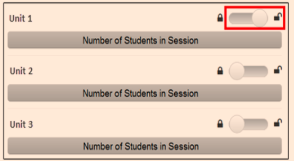 Unit 1
Number of Students in Session
Unit 2
Number of Students in Session
Unit 3
Number of Students in Session